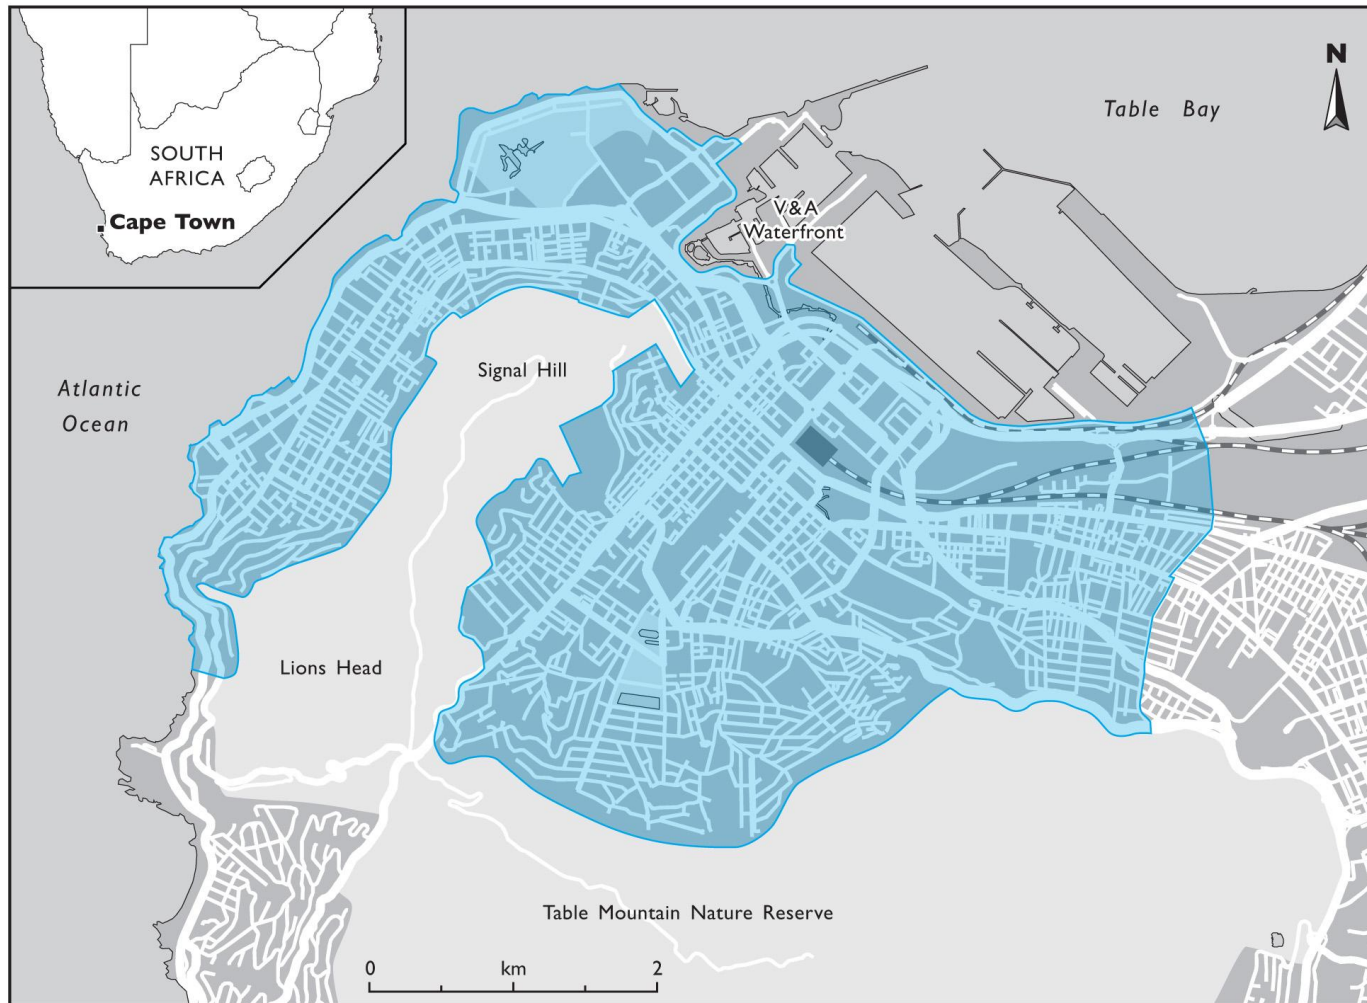 N
Table Bay
SOUTH
AFRICA
Cape Town
V&A
Waterfront
Signal Hill
Atlantic
Ocean
Lions Head
Table Mountain Nature Reserve
0 km 2